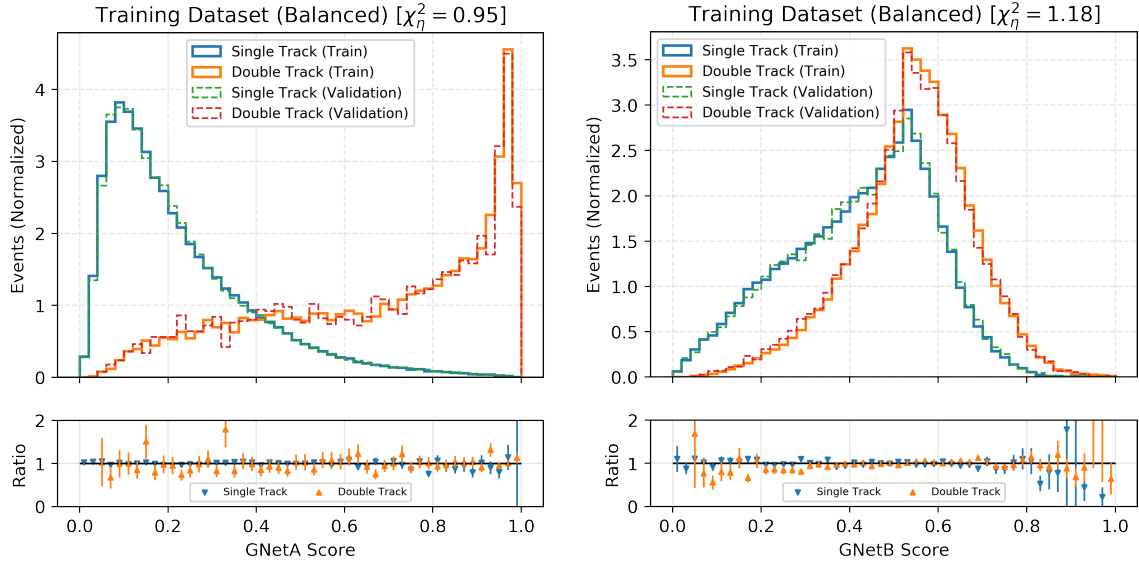 Training Dataset (Balanced) [χ²η = 0.95]
Single Track (Train)
Double Track (Train)
Single Track (Validation)
Double Track (Validation)
Events (Normalized)
4
3
2
1
0
2
1
0
Ratio
Single Track
Double Track
0.0 0.2 0.4 0.6 0.8 1.0
GNetA Score
Training Dataset (Balanced) [χ²η = 1.18]
Single Track (Train)
Double Track (Train)
Single Track (Validation)
Double Track (Validation)
Events (Normalized)
3.5
3.0
2.5
2.0
1.5
1.0
0.5
0.0
2
1
0
Ratio
Single Track
Double Track
0.0 0.2 0.4 0.6 0.8 1.0
GNetB Score